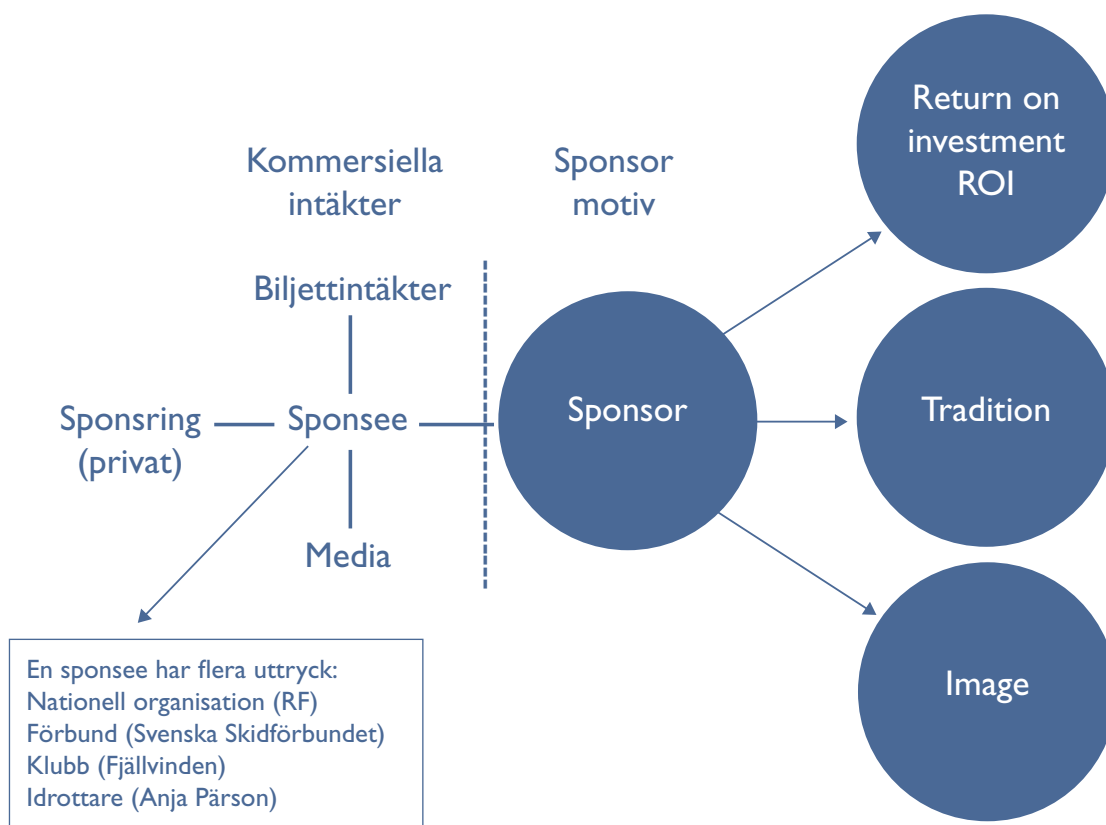 Kommersiella
intäkter
Sponsor
motiv
Return on
investment
ROI
Biljettintäkter
Sponsring
(privat)
Sponsee
Sponsor
Tradition
Media
Image
En sponsee har flera uttryck:
Nationell organisation (RF)
Förbund (Svenska Skidförbundet)
Klubb (Fjällvinden)
Idrottare (Anja Pärson)